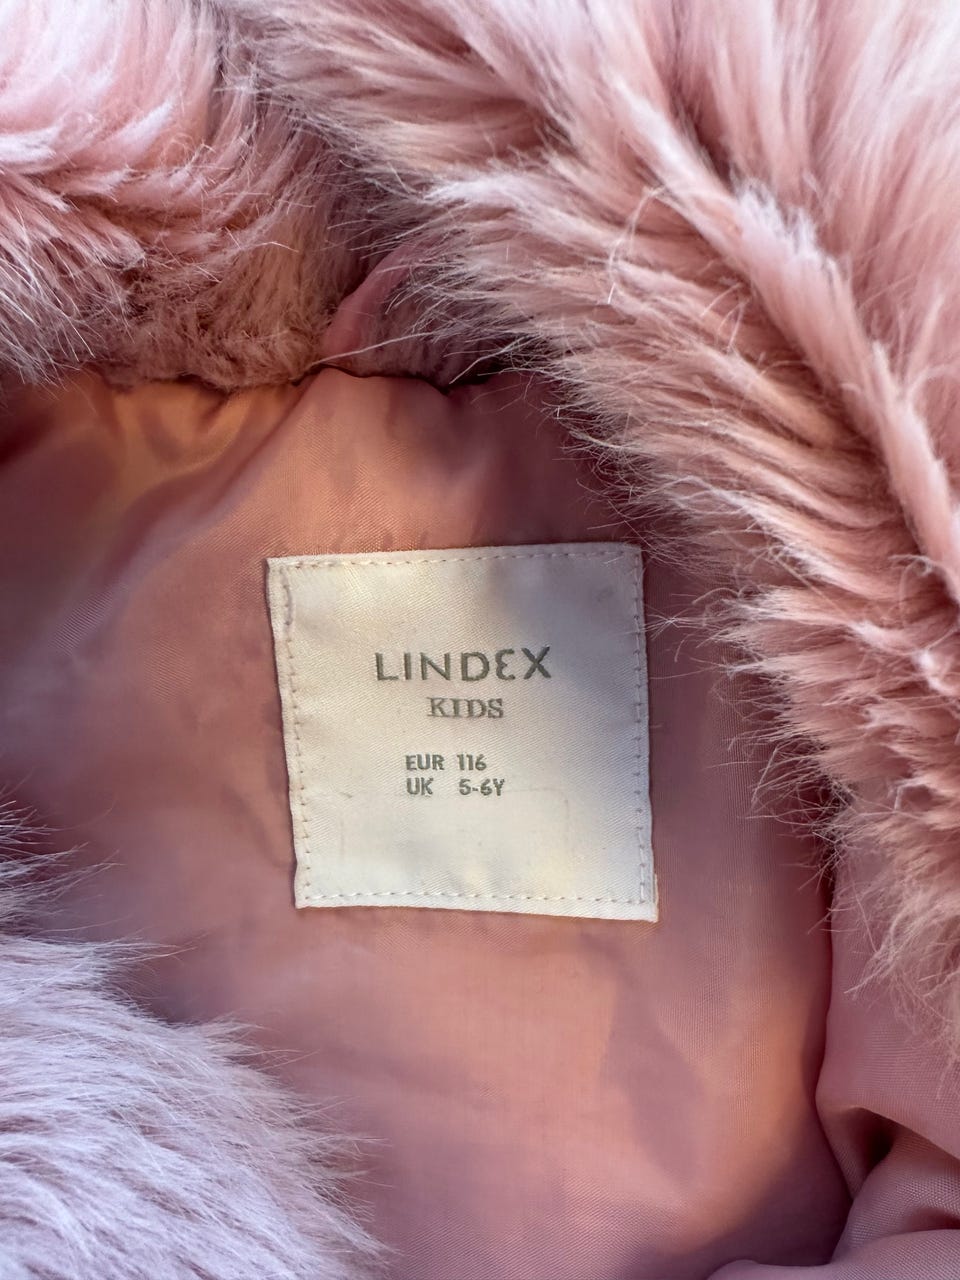 LINDEX
KIDS
EUR 116
UK 5-6Y